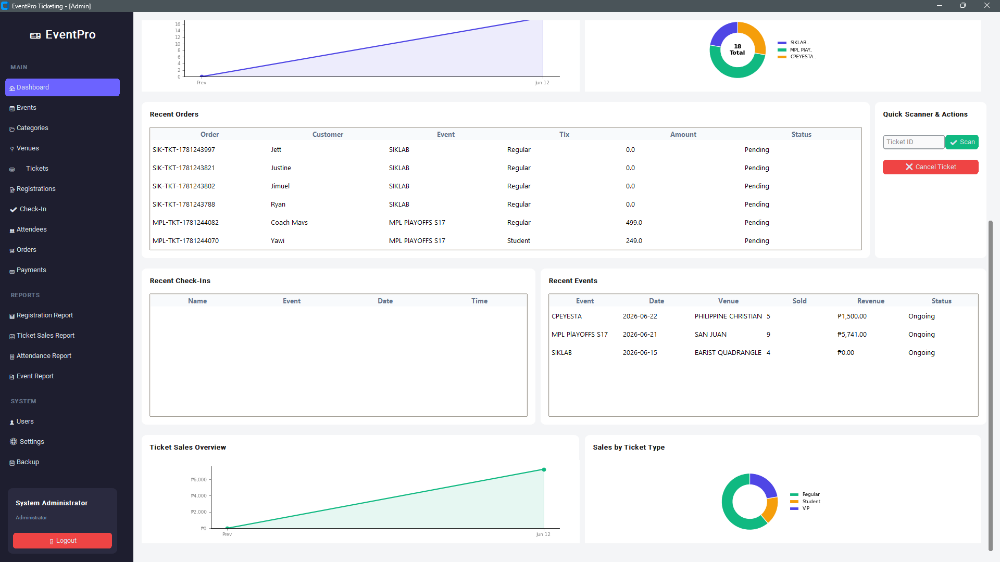 EventPro Ticketing - [Admin]
EventPro
MAIN
Dashboard
Events
Categories
Venues
Tickets
Registrations
Check-In
Attendees
Orders
Payments
REPORTS
Registration Report
Ticket Sales Report
Attendance Report
Event Report
SYSTEM
Users
Settings
Backup
System Administrator
Administrator
Logout
16
14
12
10
8
6
4
2
0
Prev Jun 12
18
Total
SIKLAB..
MPL PlAY..
CPEYESTA..
Recent Orders
Order Customer Event Tix Amount Status
SIK-TKT-1781243997 Jett SIKLAB Regular 0.0 Pending
SIK-TKT-1781243821 Justine SIKLAB Regular 0.0 Pending
SIK-TKT-1781243802 Jimuel SIKLAB Regular 0.0 Pending
SIK-TKT-1781243788 Ryan SIKLAB Regular 0.0 Pending
MPL-TKT-1781244082 Coach Mavs MPL PlAYOFFS S17 Regular 499.0 Pending
MPL-TKT-1781244070 Yawi MPL PlAYOFFS S17 Student 249.0 Pending
Quick Scanner & Actions
Ticket ID Scan
Cancel Ticket
Recent Check-Ins
Name Event Date Time
Recent Events
Event Date Venue Sold Revenue Status
CPEYESTA 2026-06-22 PHILIPPINE CHRISTIAN 5 ₱1,500.00 Ongoing
MPL PlAYOFFS S17 2026-06-21 SAN JUAN 9 ₱5,741.00 Ongoing
SIKLAB 2026-06-15 EARIST QUADRANGLE 4 ₱0.00 Ongoing
Ticket Sales Overview
₱6,000
₱4,000
₱2,000
₱0
Prev Jun 12
Sales by Ticket Type
Regular
Student
VIP